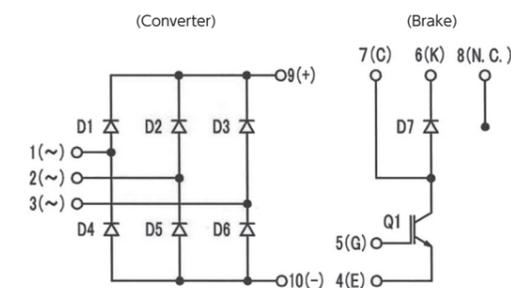 (Converter) (Brake)
7(C) 6(K) 8(N.C.)
9(+)
D1 D2 D3 D7
1(~)
2(~)
3(~)
D4 D5 D6 Q1
5(G)
10(-) 4(E)